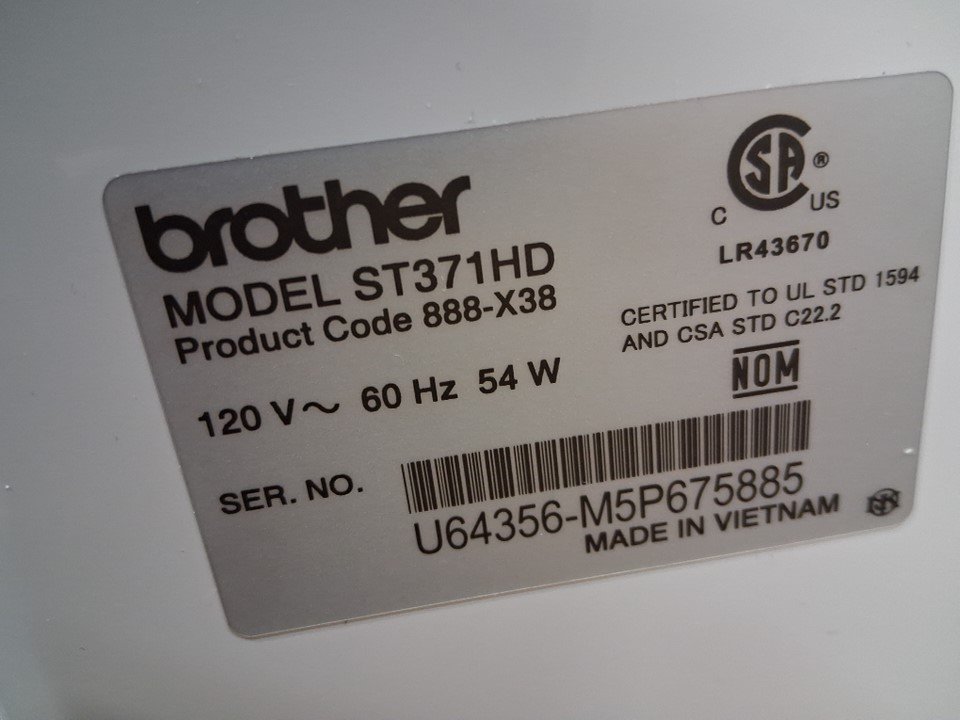 brother
MODEL ST371HD
Product Code 888-X38
120 V～ 60 Hz 54 W
SER. NO.
U64356-M5P675885
MADE IN VIETNAM
CSA ®
C US
LR43670
CERTIFIED TO UL STD 1594
AND CSA STD C22.2
NOM